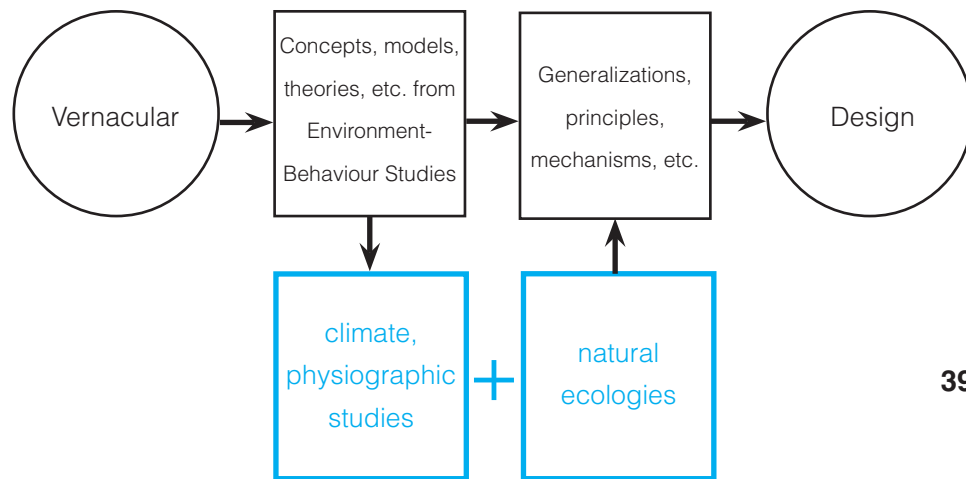 Vernacular
Concepts, models,
theories, etc. from
Environment-
Behaviour Studies
Generalizations,
principles,
mechanisms, etc.
Design
climate,
physiographic
studies
+
natural
ecologies
39